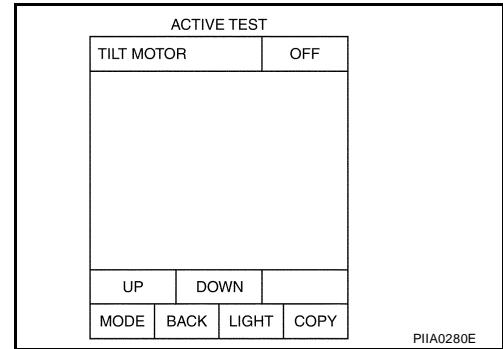 ACTIVE TEST
TILT MOTOR OFF
UP DOWN
MODE BACK LIGHT COPY
PIIA0280E